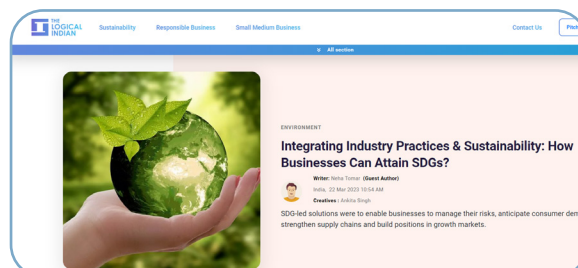 THE
LOGICAL
INDIAN
Sustainability Responsible Business Small Medium Business Contact Us Pitch
All section
ENVIRONMENT
Integrating Industry Practices & Sustainability: How
Businesses Can Attain SDGs?
Writer: Neha Tomar (Guest Author)
India, 22 Mar 2023 10:54 AM
Creatives : Ankita Singh
SDG-led solutions were to enable businesses to manage their risks, anticipate consumer dem
strengthen supply chains and build positions in growth markets.